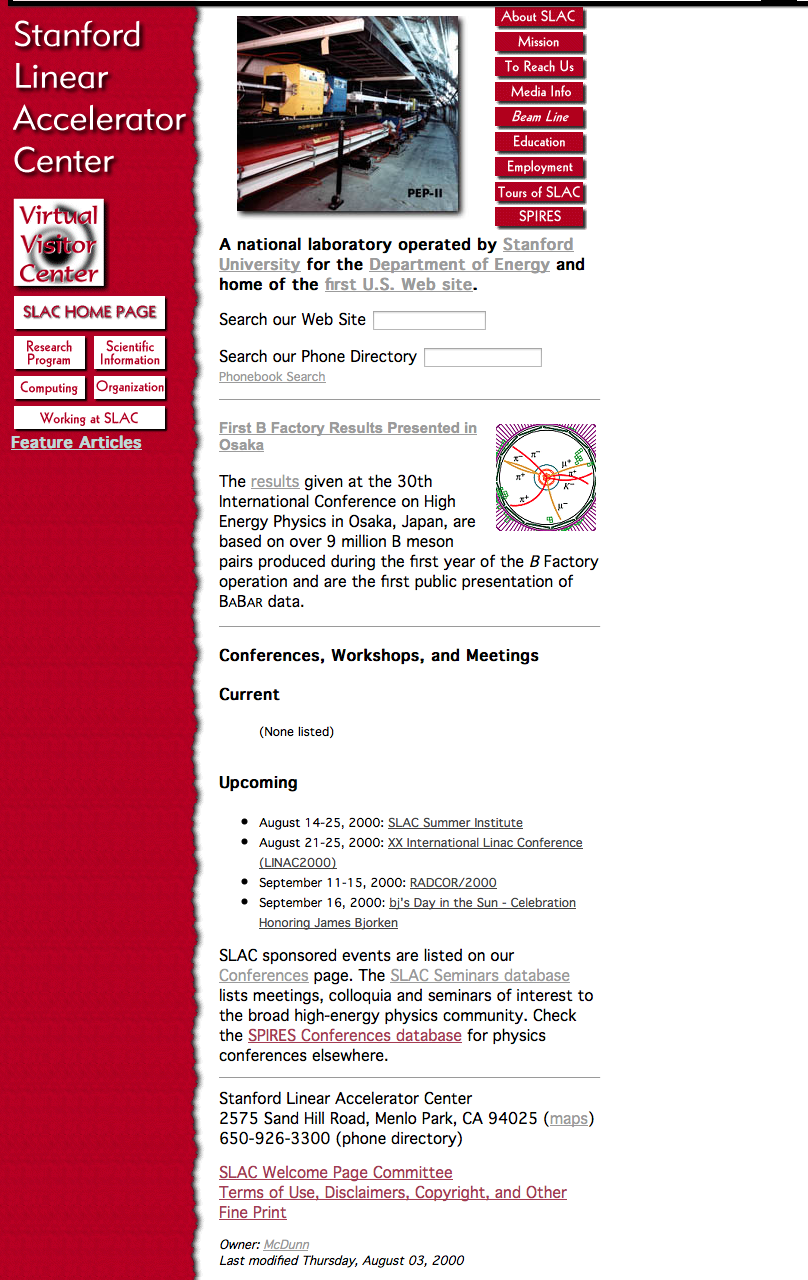 Stanford
Linear
Accelerator
Center
Virtual
Visitor
Center
SLAC HOME PAGE
Research
Program
Scientific
Information
Computing
Organization
Working at SLAC
Feature Articles
PEP-II
About SLAC
Mission
To Reach Us
Media Info
Beam Line
Education
Employment
Tours of SLAC
SPIRES
A national laboratory operated by Stanford
University for the Department of Energy and
home of the first U.S. Web site.
Search our Web Site
Search our Phone Directory
Phonebook Search
First B Factory Results Presented in
Osaka
π⁻ π⁻
μ⁺
π⁺ π⁺
K⁻
π⁺ μ⁻
The results given at the 30th
International Conference on High
Energy Physics in Osaka, Japan, are
based on over 9 million B meson
pairs produced during the first year of the B Factory
operation and are the first public presentation of
BABAR data.
Conferences, Workshops, and Meetings
Current
(None listed)
Upcoming
• August 14-25, 2000: SLAC Summer Institute
• August 21-25, 2000: XX International Linac Conference
(LINAC2000)
• September 11-15, 2000: RADCOR/2000
• September 16, 2000: bj's Day in the Sun - Celebration
Honoring James Bjorken
SLAC sponsored events are listed on our
Conferences page. The SLAC Seminars database
lists meetings, colloquia and seminars of interest to
the broad high-energy physics community. Check
the SPIRES Conferences database for physics
conferences elsewhere.
Stanford Linear Accelerator Center
2575 Sand Hill Road, Menlo Park, CA 94025 (maps)
650-926-3300 (phone directory)
SLAC Welcome Page Committee
Terms of Use, Disclaimers, Copyright, and Other
Fine Print
Owner: McDunn
Last modified Thursday, August 03, 2000